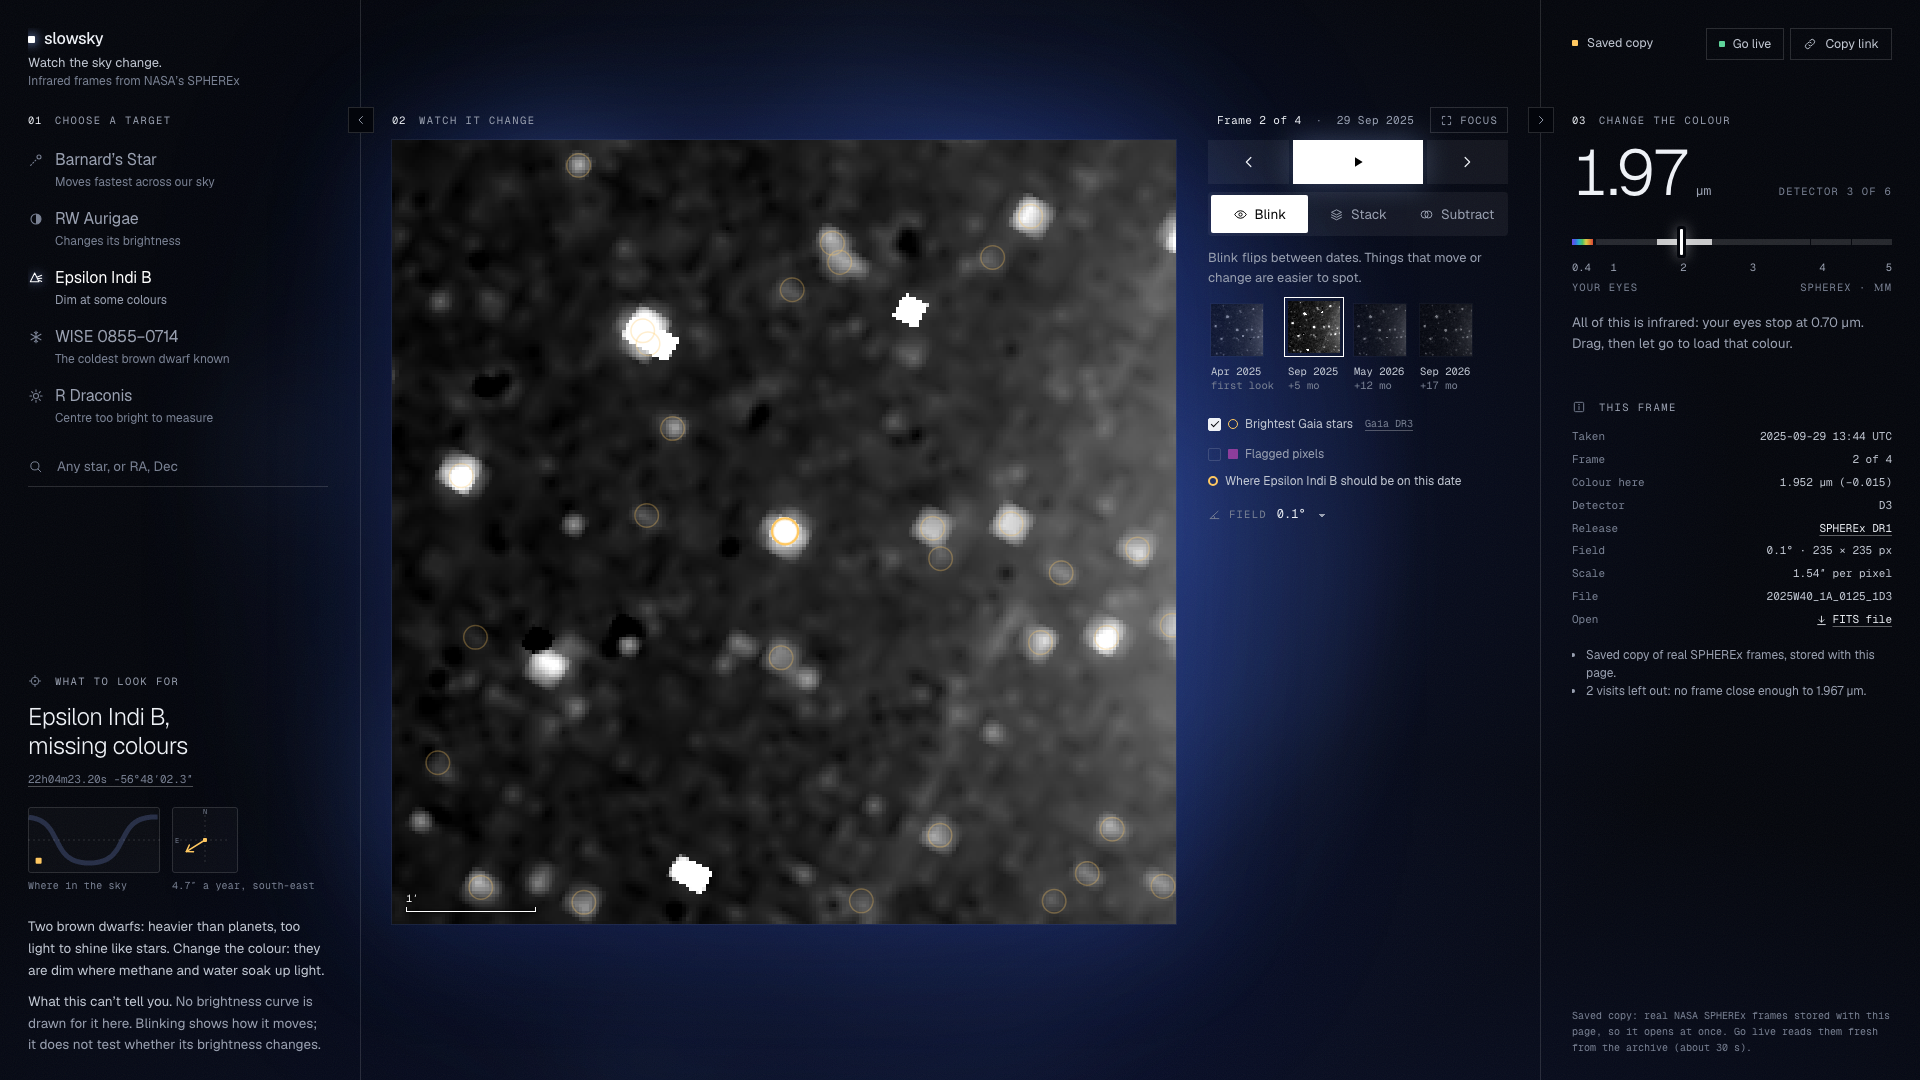 slowsky
Watch the sky change.
Infrared frames from NASA's SPHEREx
01 CHOOSE A TARGET
Barnard's Star
Moves fastest across our sky
RW Aurigae
Changes its brightness
Epsilon Indi B
Dim at some colours
WISE 0855–0714
The coldest brown dwarf known
R Draconis
Centre too bright to measure
Any star, or RA, Dec
WHAT TO LOOK FOR
Epsilon Indi B,
missing colours
22h04m23.20s -56°48′02.3″
N
E
Where in the sky
4.7″ a year, south-east
Two brown dwarfs: heavier than planets, too
light to shine like stars. Change the colour: they
are dim where methane and water soak up light.
What this can't tell you. No brightness curve is
drawn for it here. Blinking shows how it moves;
it does not test whether its brightness changes.
02 WATCH IT CHANGE
Frame 2 of 4 · 29 Sep 2025
FOCUS
1′
Blink
Stack
Subtract
Blink flips between dates. Things that move or
change are easier to spot.
Apr 2025
first look
Sep 2025
+5 mo
May 2026
+12 mo
Sep 2026
+17 mo
Brightest Gaia stars Gaia DR3
Flagged pixels
Where Epsilon Indi B should be on this date
FIELD 0.1°
Saved copy
Go live
Copy link
03 CHANGE THE COLOUR
1.97 µm
DETECTOR 3 OF 6
0.4 1 2 3 4 5
YOUR EYES
SPHEREX · MM
All of this is infrared: your eyes stop at 0.70 µm.
Drag, then let go to load that colour.
THIS FRAME
Taken 2025-09-29 13:44 UTC
Frame 2 of 4
Colour here 1.952 µm (−0.015)
Detector D3
Release SPHEREx DR1
Field 0.1° · 235 × 235 px
Scale 1.54″ per pixel
File 2025W40_1A_0125_1D3
Open FITS file
Saved copy of real SPHEREx frames, stored with this
page.
2 visits left out: no frame close enough to 1.967 µm.
Saved copy: real NASA SPHEREx frames stored with this
page, so it opens at once. Go live reads them fresh
from the archive (about 30 s).